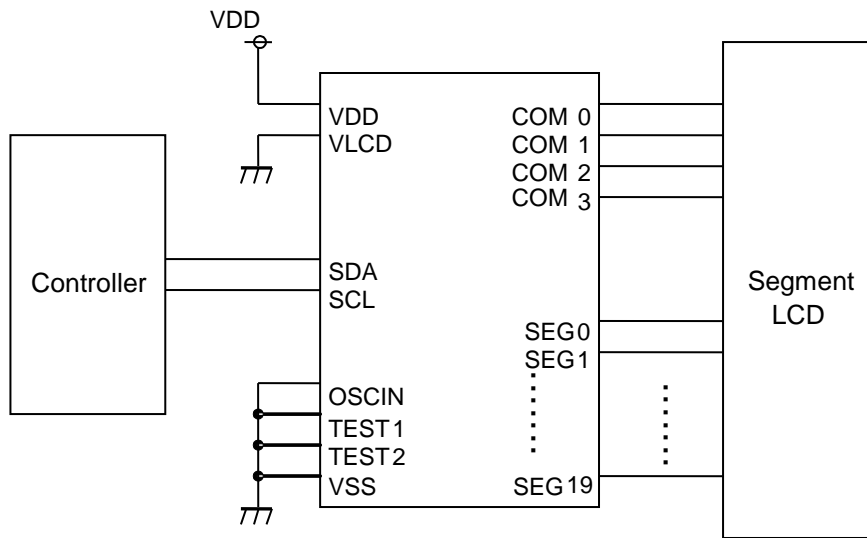 VDD
VDD
VLCD
COM 0
COM 1
COM 2
COM 3
Controller
SDA
SCL
Segment
LCD
SEG0
SEG1
OSCIN
TEST1
TEST2
VSS
SEG19